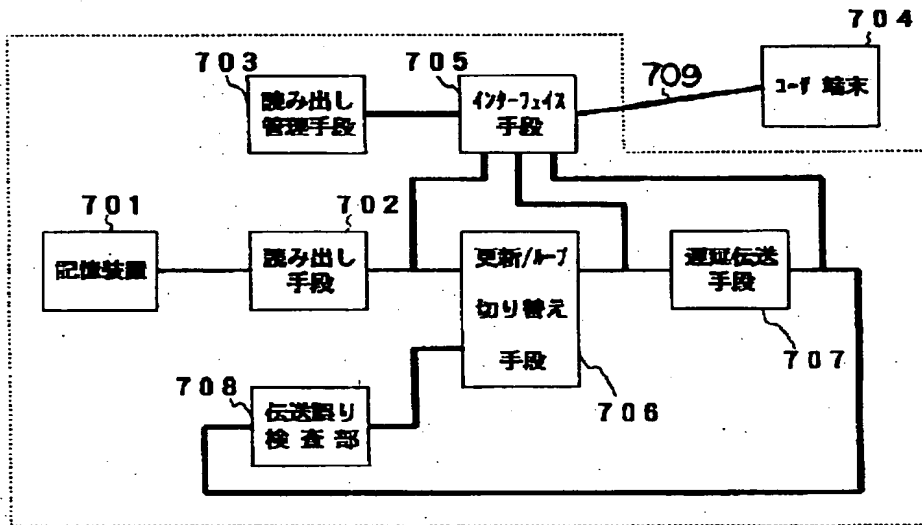 704
703
705
709
読み出し
管理手段
インターフェイス
手段
ユーザ 端末
701
702
記憶装置
読み出し
手段
更新/ループ
切り替え
手段
遅延伝送
手段
707
708
706
伝送誤り
検査部